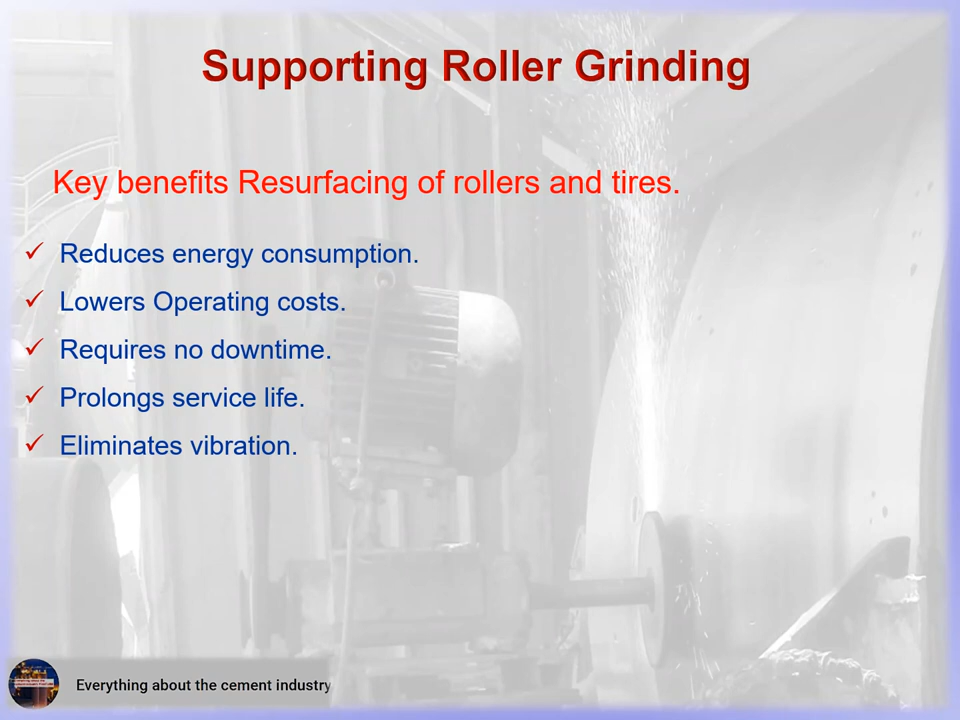 Supporting Roller Grinding
Key benefits Resurfacing of rollers and tires.
Reduces energy consumption.
Lowers Operating costs.
Requires no downtime.
Prolongs service life.
Eliminates vibration.
Everything about the cement industry